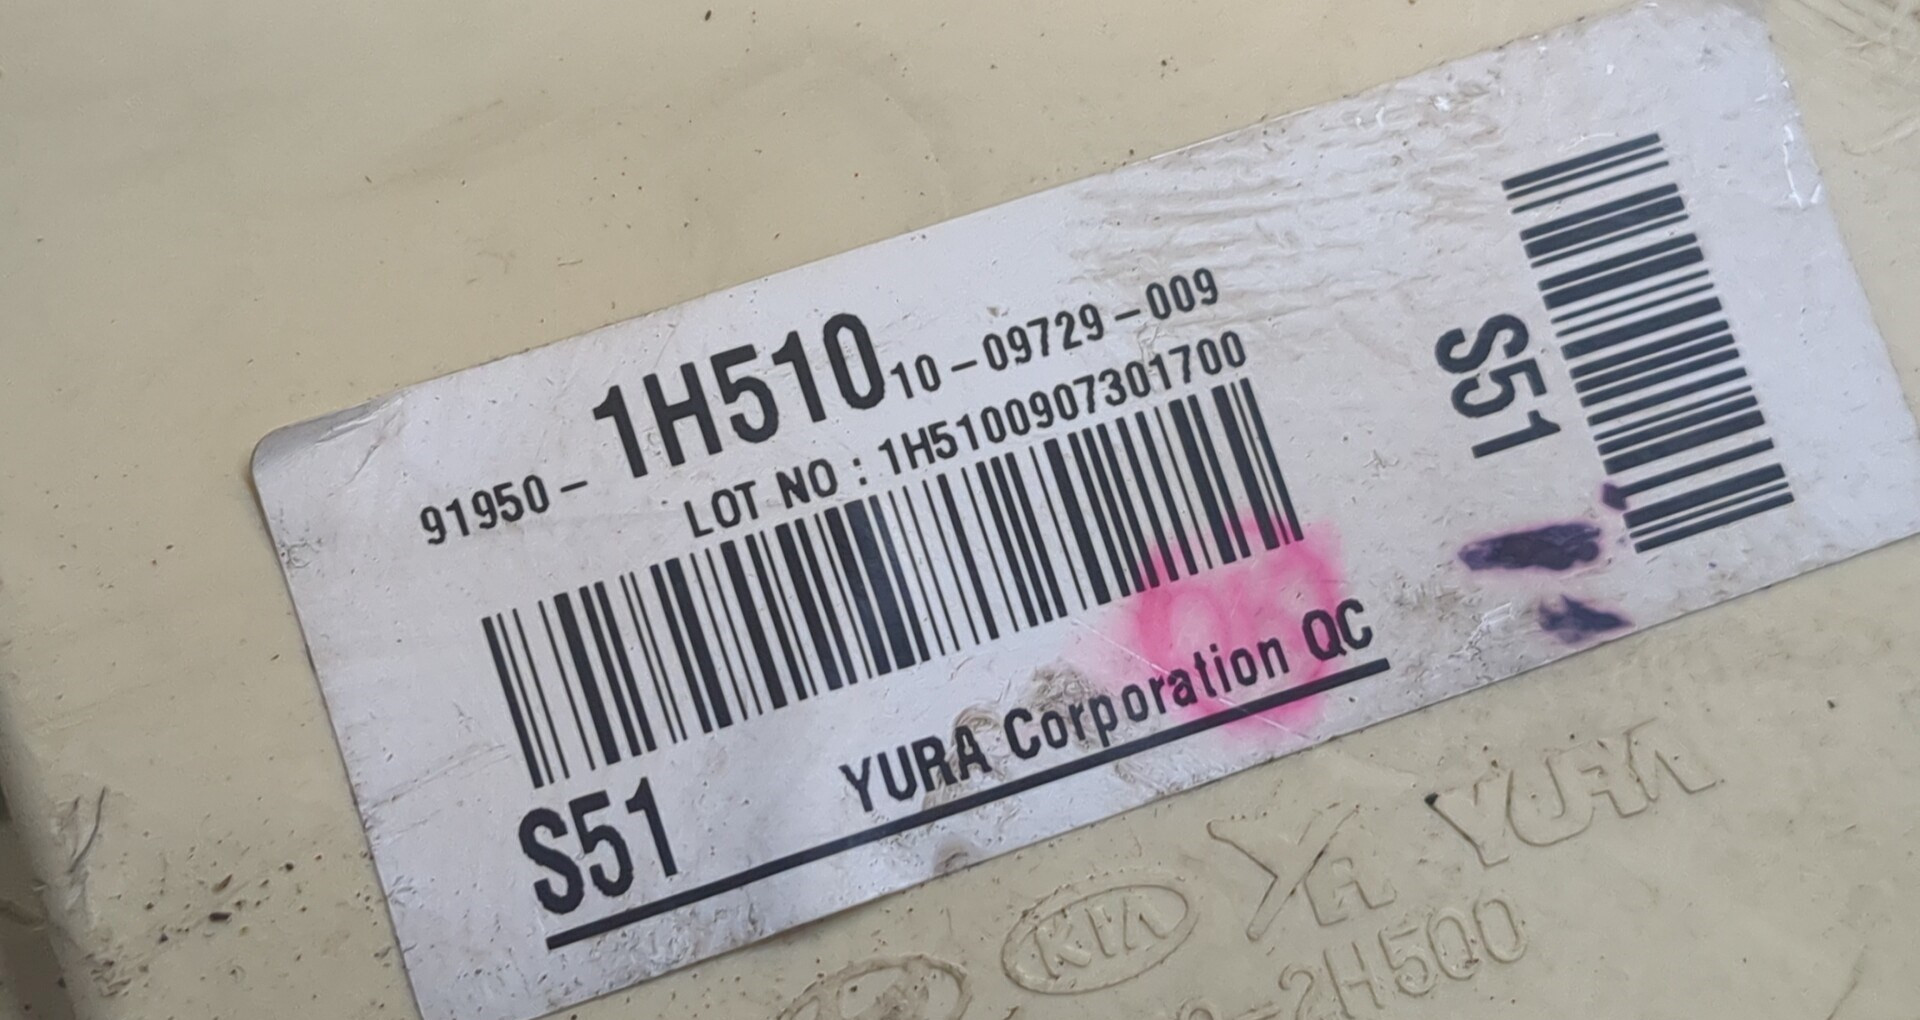 91950-1H510 10-09729-009
LOT NO : 1H5100907301700
S51
YURA Corporation QC
S51
YURA
KIA
-2H500